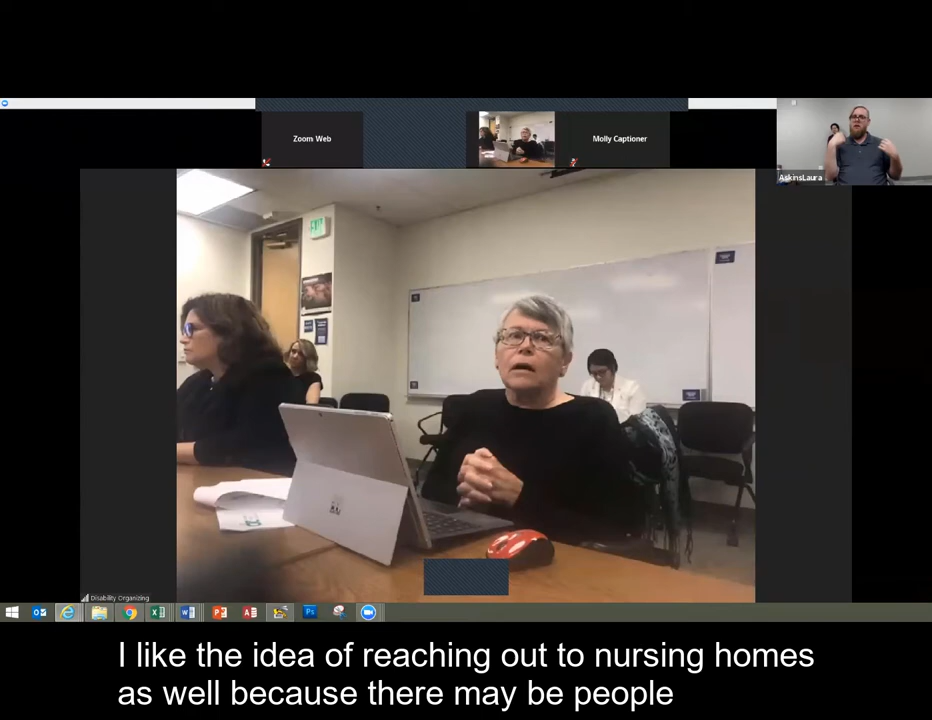 Zoom Web
Molly Captioner
AskinsLaura
EXIT
Disability Organizing
I like the idea of reaching out to nursing homes
as well because there may be people